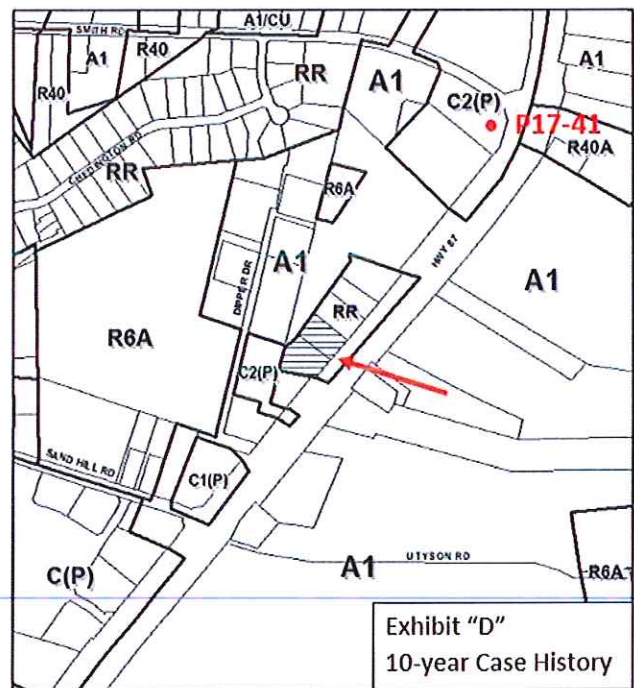 A1/CU
SMITH RD
R40
A1
R40
RR
A1
C2(P)
P17-41
A1
R40A
CHEDINGTON RD
RR
R6A
A1
DIPPER DR
HWY 87
A1
RR
R6A
C2(P)
SAND HILL RD
C1(P)
C(P)
A1
UTYSON RD
R6A
Exhibit "D"
10-year Case History